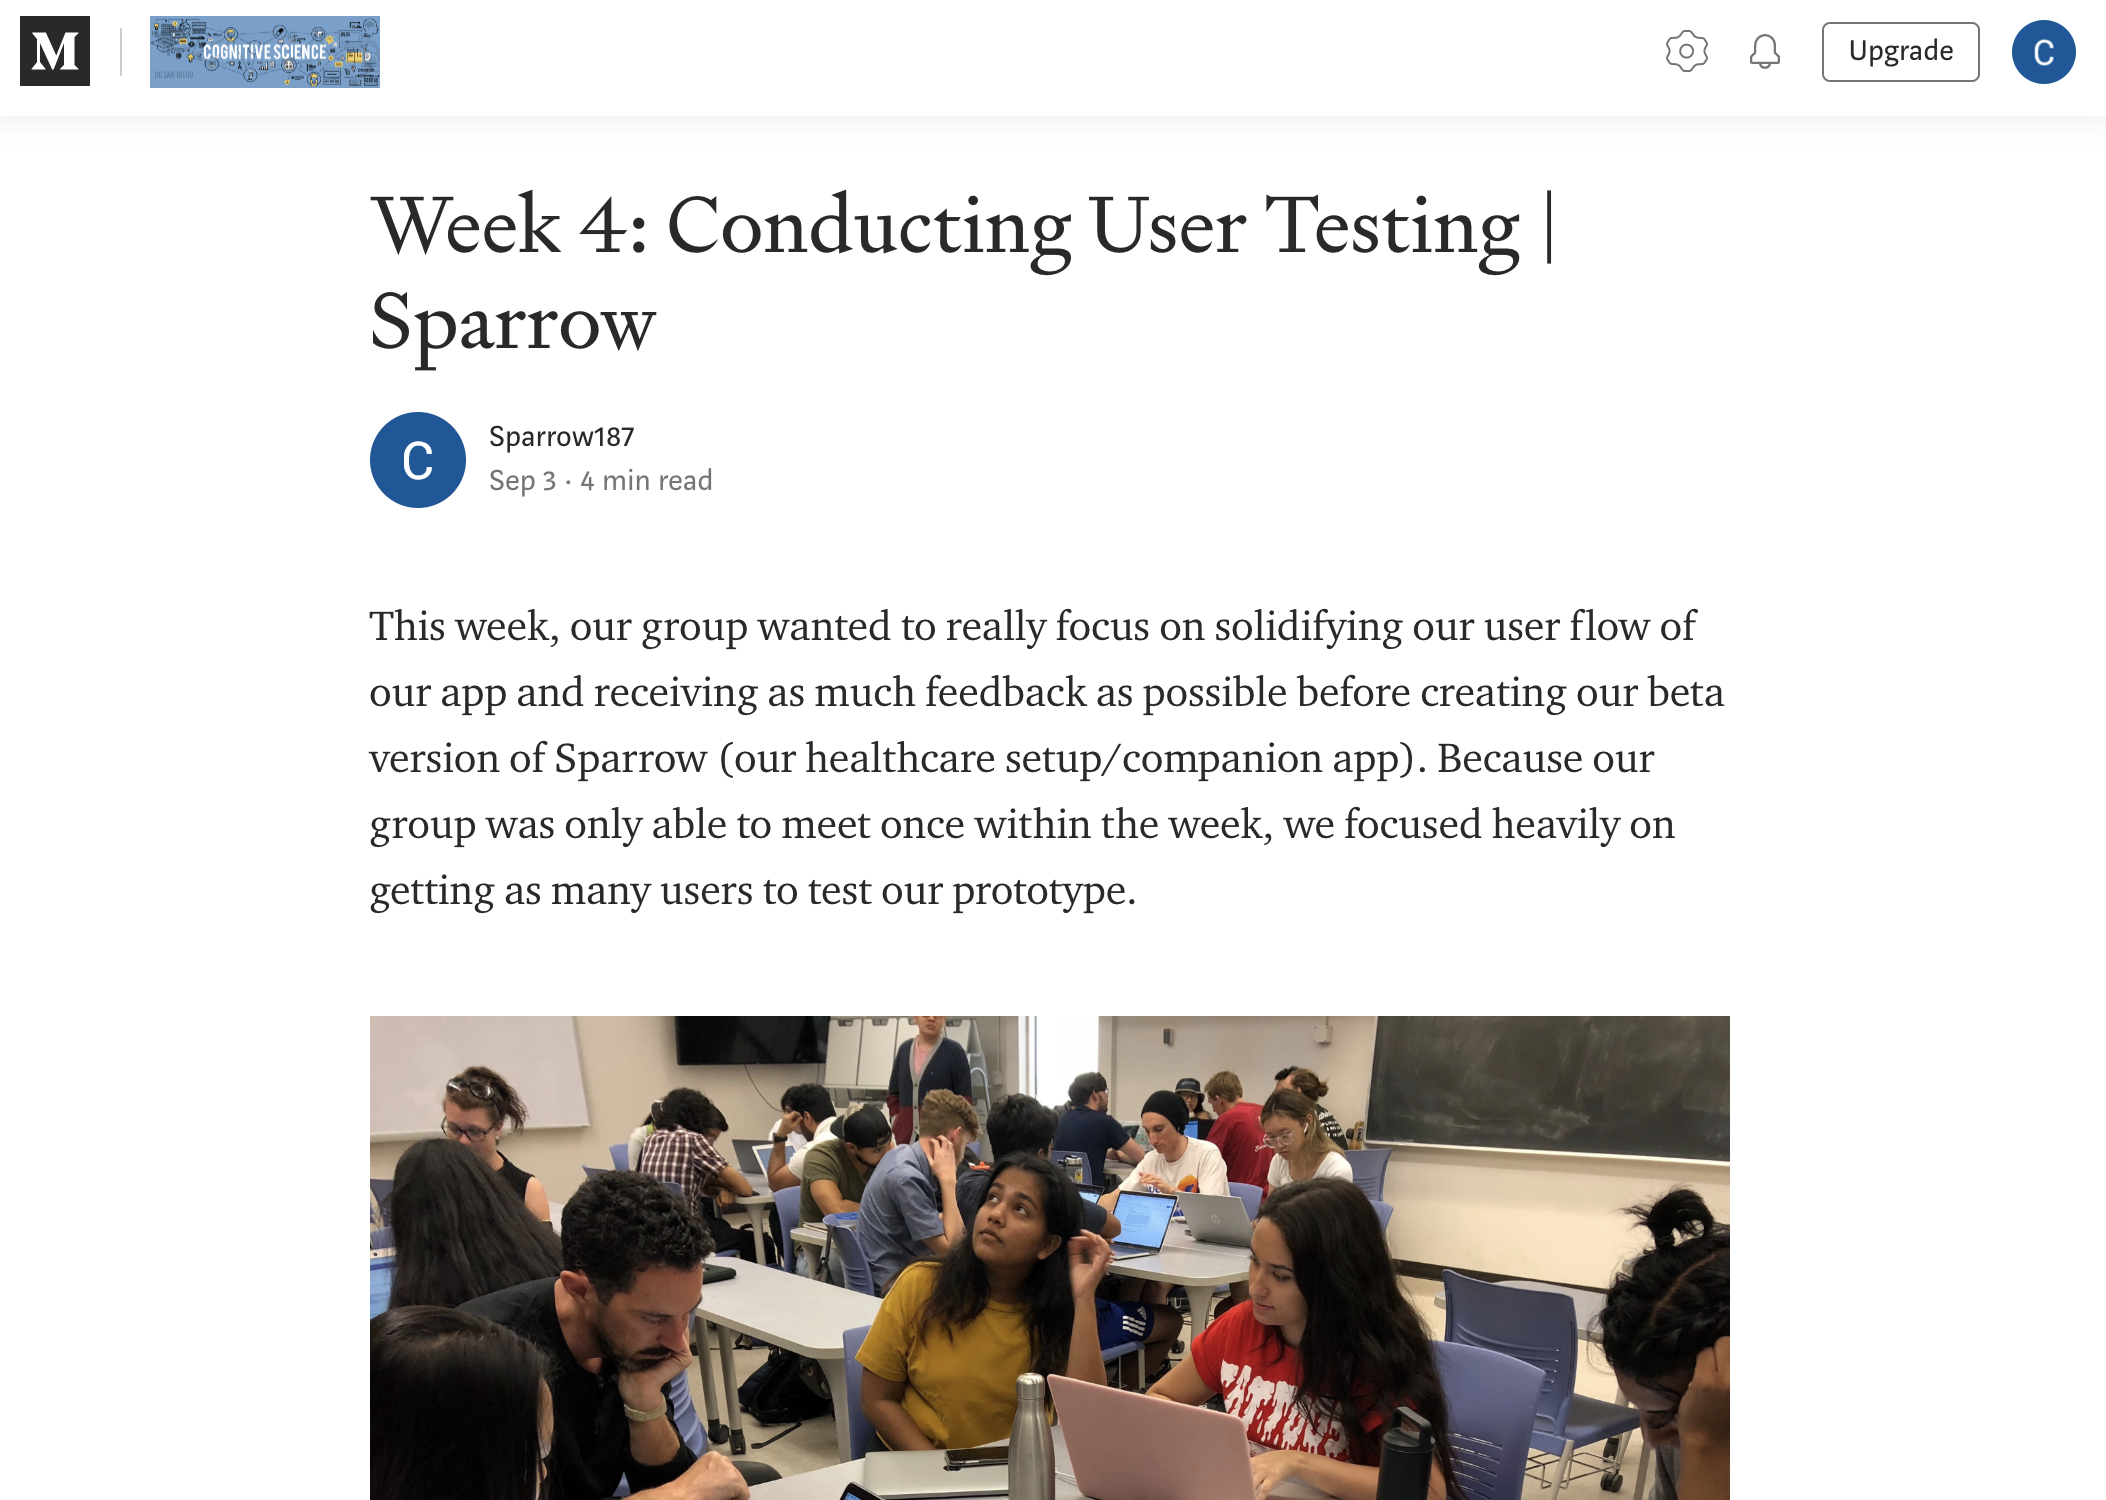 M
COGNITIVE SCIENCE
UC SAN DIEGO
Upgrade
C
Week 4: Conducting User Testing |
Sparrow
C
Sparrow187
Sep 3 · 4 min read
This week, our group wanted to really focus on solidifying our user flow of
our app and receiving as much feedback as possible before creating our beta
version of Sparrow (our healthcare setup/companion app). Because our
group was only able to meet once within the week, we focused heavily on
getting as many users to test our prototype.